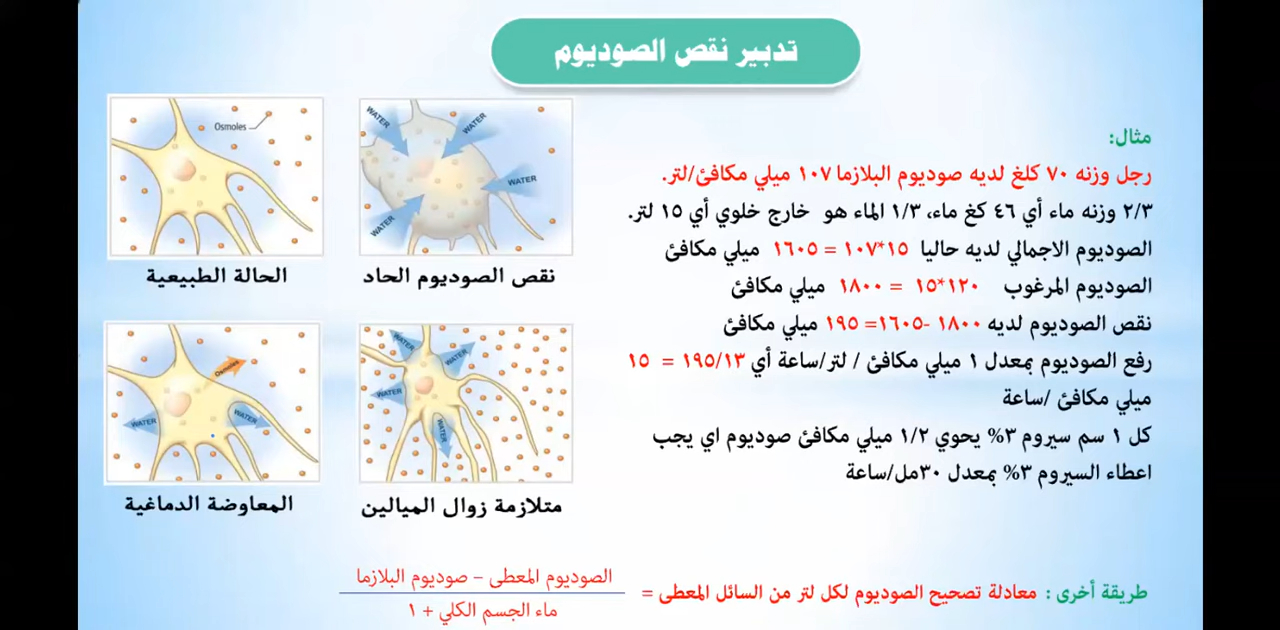 تدبير نقص الصوديوم
مثال:
رجل وزنه ٧٠ كلغ لديه صوديوم البلازما ١٠٧ ميلي مكافئ/لتر.
٢/٣ وزنه ماء أي ٤٦ كغ ماء، ١/٣ الماء هو خارج خلوي أي ١٥ لتر.
الصوديوم الاجمالي لديه حاليا ١٥*١٠٧ = ١٦٠٥ ميلي مكافئ
الصوديوم المرغوب ١٢٠*١٥ = ١٨٠٠ ميلي مكافئ
نقص الصوديوم لديه ١٨٠٠ -١٦٠٥= ١٩٥ ميلي مكافئ
رفع الصوديوم بمعدل ١ ميلي مكافئ / لتر/ساعة أي ١٩٥/١٣ = ١٥
ميلي مكافئ /ساعة
كل ١ سم سيروم ٣% يحوي ١/٢ ميلي مكافئ صوديوم اي يجب
اعطاء السيروم ٣% بمعدل ٣٠مل/ساعة
Osmoles
الحالة الطبيعية
WATER
WATER
WATER
WATER
نقص الصوديوم الحاد
Osmoles
WATER
WATER
المعاوضة الدماغية
WATER
WATER
WATER
WATER
متلازمة زوال الميالين
طريقة أخرى : معادلة تصحيح الصوديوم لكل لتر من السائل المعطى =
الصوديوم المعطى – صوديوم البلازما
ماء الجسم الكلي + ١